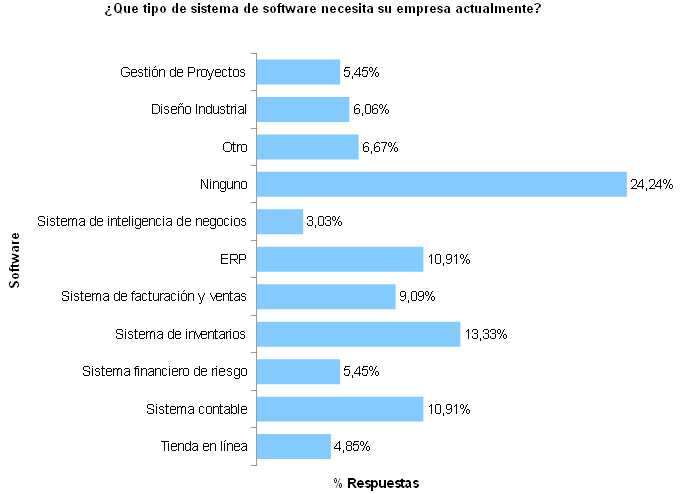 ¿Que tipo de sistema de software necesita su empresa actualmente?
Gestión de Proyectos 5,45%
Diseño Industrial 6,06%
Otro 6,67%
Ninguno 24,24%
Sistema de inteligencia de negocios 3,03%
ERP 10,91%
Sistema de facturación y ventas 9,09%
Sistema de inventarios 13,33%
Sistema financiero de riesgo 5,45%
Sistema contable 10,91%
Tienda en línea 4,85%
Software
% Respuestas